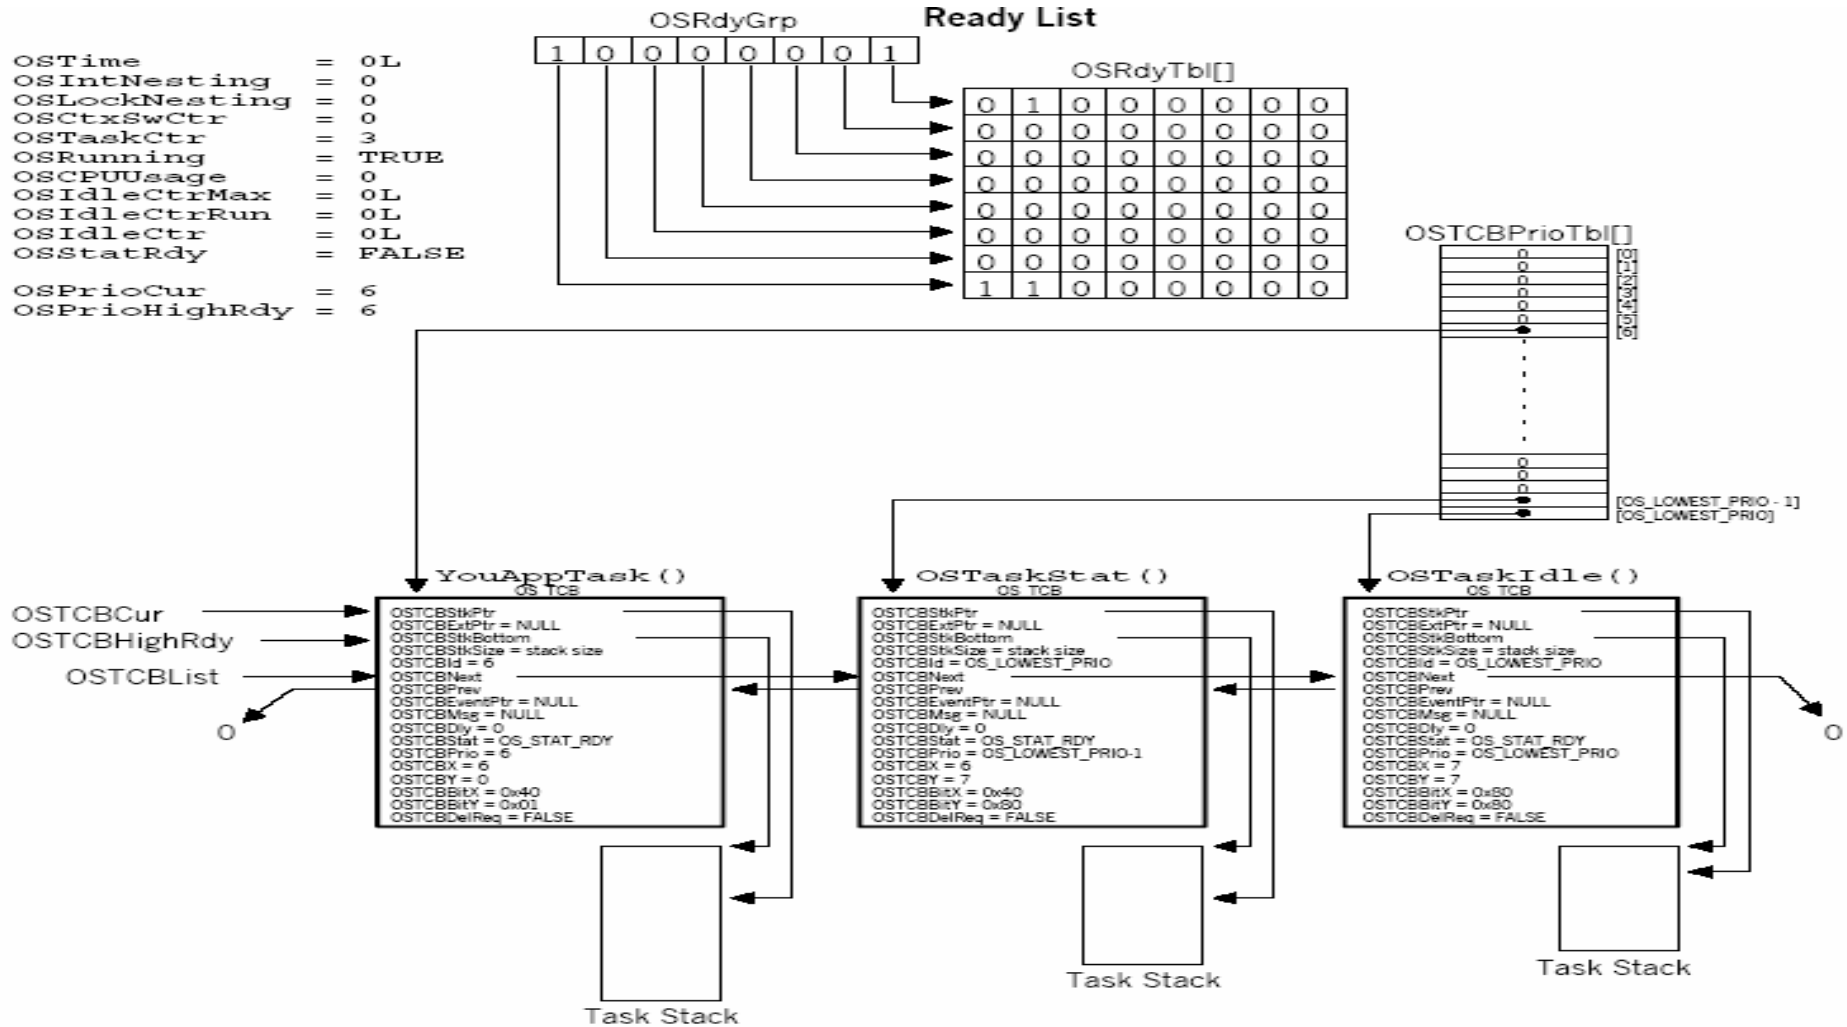 OSRdyGrp
Ready List
1 0 0 0 0 0 0 1
OSTime = 0L
OSIntNesting = 0
OSLockNesting = 0
OSCtxSwCtr = 0
OSTaskCtr = 3
OSRunning = TRUE
OSCPUUsage = 0
OSIdleCtrMax = 0L
OSIdleCtrRun = 0L
OSIdleCtr = 0L
OSStatRdy = FALSE
OSPrioCur = 6
OSPrioHighRdy = 6
OSRdyTbl[]
0 1 0 0 0 0 0 0
0 0 0 0 0 0 0 0
0 0 0 0 0 0 0 0
0 0 0 0 0 0 0 0
0 0 0 0 0 0 0 0
0 0 0 0 0 0 0 0
0 0 0 0 0 0 0 0
1 1 0 0 0 0 0 0
OSTCBPrioTbl[]
0 [0]
0 [1]
0 [2]
0 [3]
0 [4]
0 [5]
[6]
0
0
0
[OS_LOWEST_PRIO - 1]
[OS_LOWEST_PRIO]
OSTCBCur
OSTCBHighRdy
OSTCBList
0
YouAppTask()
OS_TCB
OSTCBStkPtr
OSTCBExtPtr = NULL
OSTCBStkBottom
OSTCBStkSize = stack size
OSTCBId = 6
OSTCBNext
OSTCBPrev
OSTCBEventPtr = NULL
OSTCBMsg = NULL
OSTCBDly = 0
OSTCBStat = OS_STAT_RDY
OSTCBPrio = 6
OSTCBX = 6
OSTCBY = 0
OSTCBBitX = 0x40
OSTCBBitY = 0x01
OSTCBDelReq = FALSE
Task Stack
OSTaskStat()
OS_TCB
OSTCBStkPtr
OSTCBExtPtr = NULL
OSTCBStkBottom
OSTCBStkSize = stack size
OSTCBId = OS_LOWEST_PRIO
OSTCBNext
OSTCBPrev
OSTCBEventPtr = NULL
OSTCBMsg = NULL
OSTCBDly = 0
OSTCBStat = OS_STAT_RDY
OSTCBPrio = OS_LOWEST_PRIO-1
OSTCBX = 6
OSTCBY = 7
OSTCBBitX = 0x40
OSTCBBitY = 0x80
OSTCBDelReq = FALSE
Task Stack
OSTaskIdle()
OS_TCB
OSTCBStkPtr
OSTCBExtPtr = NULL
OSTCBStkBottom
OSTCBStkSize = stack size
OSTCBId = OS_LOWEST_PRIO
OSTCBNext
OSTCBPrev
OSTCBEventPtr = NULL
OSTCBMsg = NULL
OSTCBDly = 0
OSTCBStat = OS_STAT_RDY
OSTCBPrio = OS_LOWEST_PRIO
OSTCBX = 7
OSTCBY = 7
OSTCBBitX = 0x80
OSTCBBitY = 0x80
OSTCBDelReq = FALSE
0
Task Stack